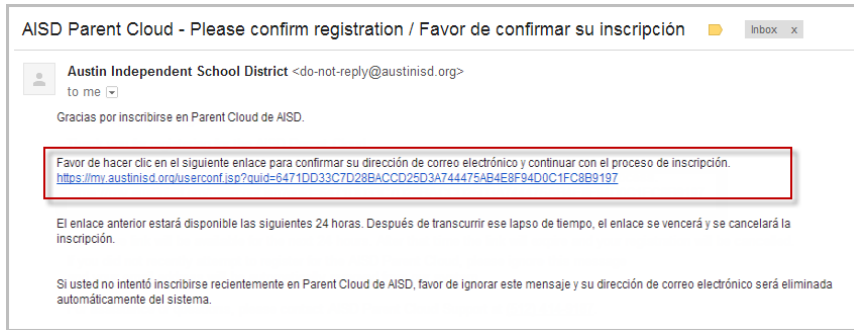 AISD Parent Cloud - Please confirm registration / Favor de confirmar su inscripción Inbox x
Austin Independent School District <do-not-reply@austinisd.org>
to me
Gracias por inscribirse en Parent Cloud de AISD.
Favor de hacer clic en el siguiente enlace para confirmar su dirección de correo electrónico y continuar con el proceso de inscripción.
https://my.austinisd.org/userconf.jsp?guid=6471DD33C7D28BACCD25D3A744475AB4E8F94D0C1FC8B9197
El enlace anterior estará disponible las siguientes 24 horas. Después de transcurrir ese lapso de tiempo, el enlace se vencerá y se cancelará la
inscripción.
Si usted no intentó inscribirse recientemente en Parent Cloud de AISD, favor de ignorar este mensaje y su dirección de correo electrónico será eliminada
automáticamente del sistema.